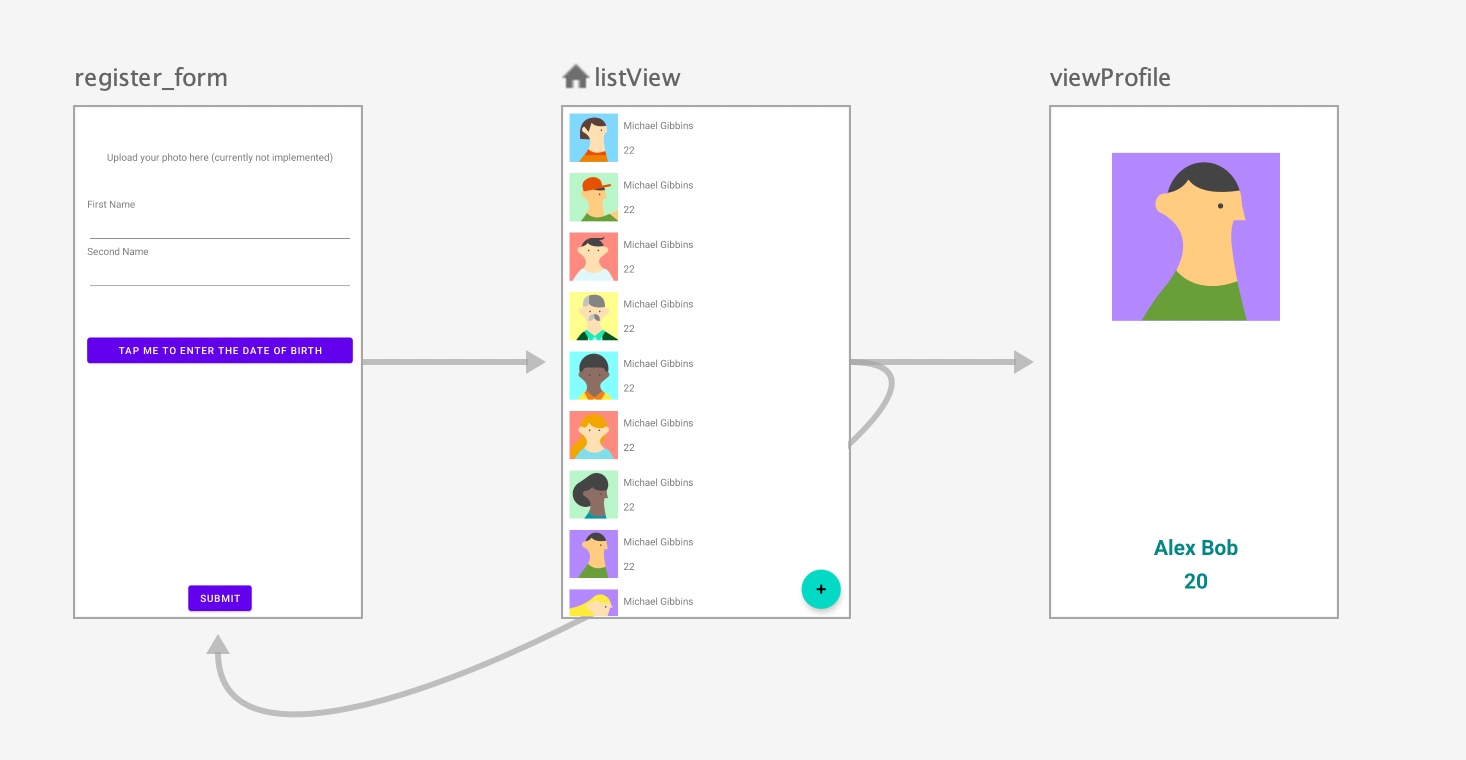 register_form
Upload your photo here (currently not implemented)
First Name
Second Name
TAP ME TO ENTER THE DATE OF BIRTH
SUBMIT
listView
Michael Gibbins
22
Michael Gibbins
22
Michael Gibbins
22
Michael Gibbins
22
Michael Gibbins
22
Michael Gibbins
22
Michael Gibbins
22
Michael Gibbins
22
Michael Gibbins
+
viewProfile
Alex Bob
20